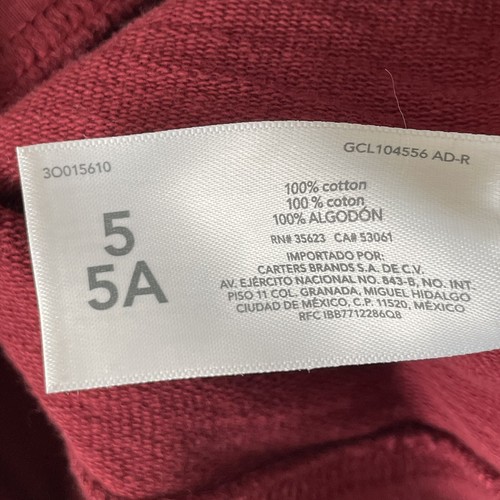 3O015610
GCL104556 AD-R
5
5A
100% cotton
100 % coton
100% ALGODÓN
RN# 35623 CA# 53061
IMPORTADO POR:
CARTERS BRANDS S.A. DE C.V.
AV. EJÉRCITO NACIONAL NO. 843-B, NO. INT.
PISO 11 COL. GRANADA, MIGUEL HIDALGO
CIUDAD DE MÉXICO, C.P. 11520, MÉXICO
RFC IBB7712286Q8